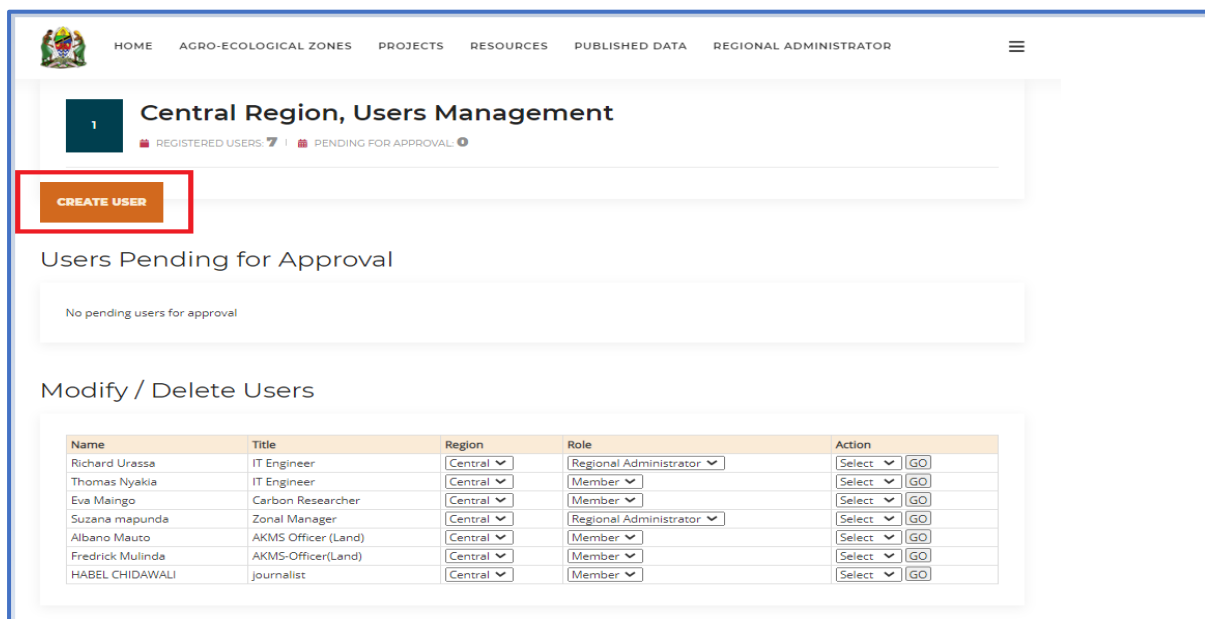 HOME AGRO-ECOLOGICAL ZONES PROJECTS RESOURCES PUBLISHED DATA REGIONAL ADMINISTRATOR
1
Central Region, Users Management
REGISTERED USERS: 7 PENDING FOR APPROVAL: 0
CREATE USER
Users Pending for Approval
No pending users for approval
Modify / Delete Users
Name Title Region Role Action
Richard Urassa IT Engineer Central Regional Administrator Select GO
Thomas Nyakia IT Engineer Central Member Select GO
Eva Maingo Carbon Researcher Central Member Select GO
Suzana mapunda Zonal Manager Central Regional Administrator Select GO
Albano Mauto AKMS Officer (Land) Central Member Select GO
Fredrick Mulinda AKMS-Officer(Land) Central Member Select GO
HABEL CHIDAWALI journalist Central Member Select GO